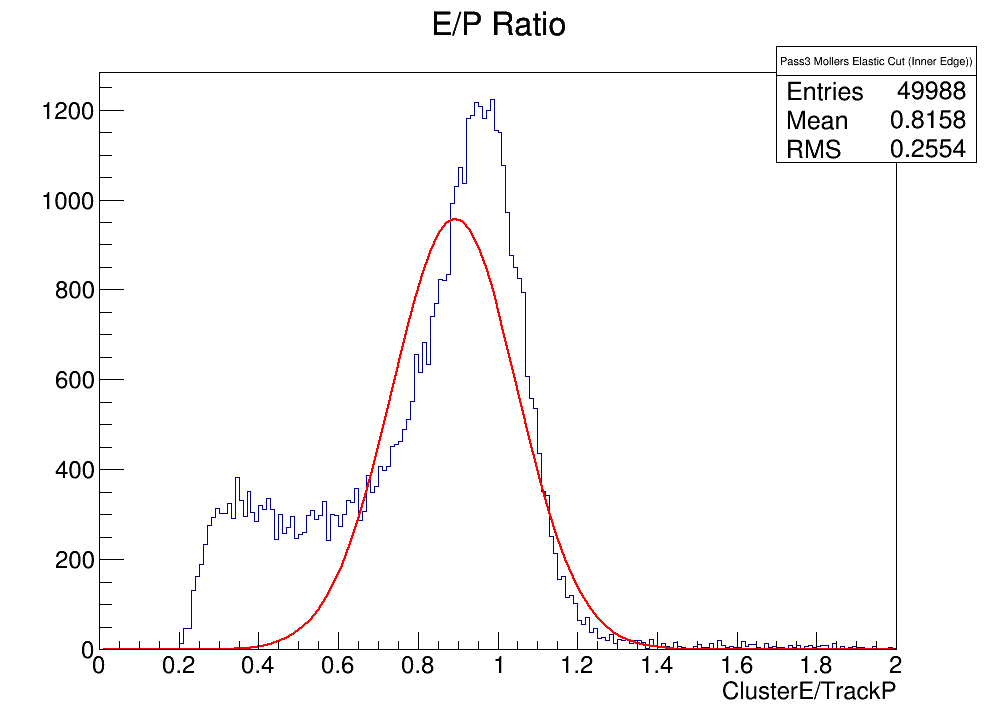 E/P Ratio
Pass3 Mollers Elastic Cut (Inner Edge))
Entries 49988
Mean 0.8158
RMS 0.2554
1200
1000
800
600
400
200
0
0 0.2 0.4 0.6 0.8 1 1.2 1.4 1.6 1.8 2
ClusterE/TrackP